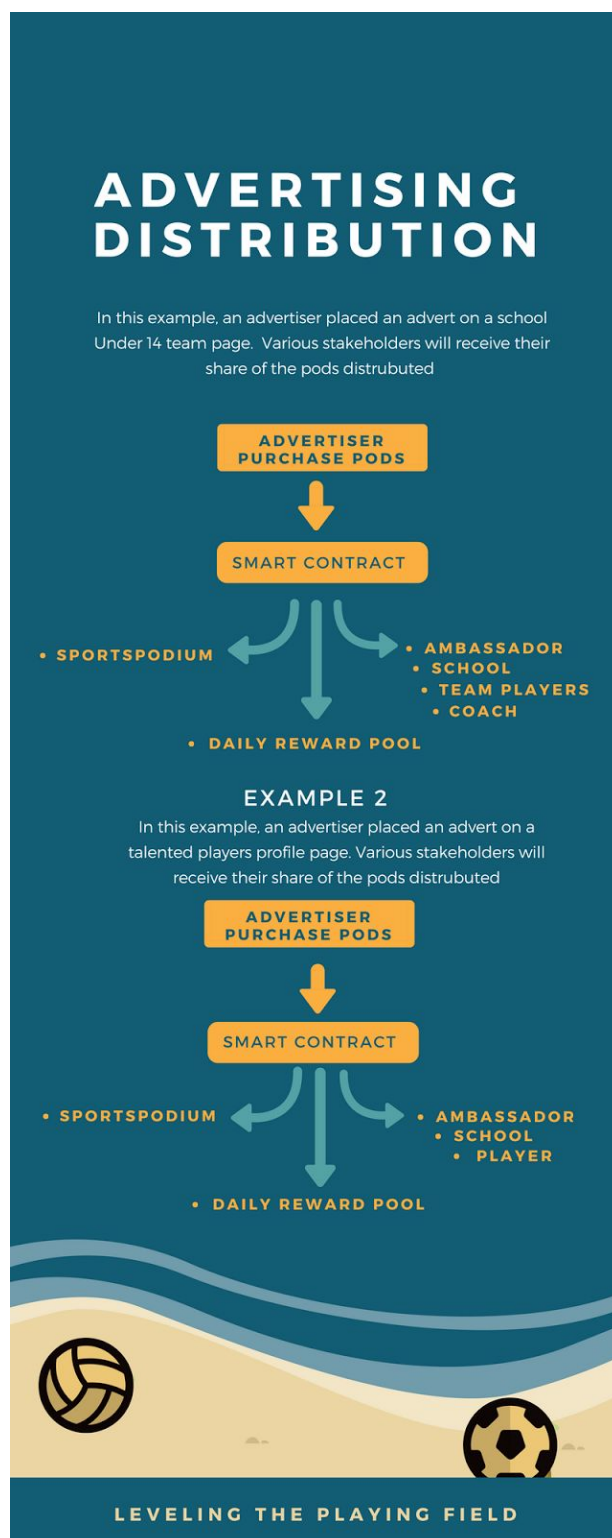 ADVERTISING
DISTRIBUTION
In this example, an advertiser placed an advert on a school
Under 14 team page. Various stakeholders will receive their
share of the pods distrubuted
ADVERTISER
PURCHASE PODS
SMART CONTRACT
• SPORTSPODIUM
• AMBASSADOR
• SCHOOL
• TEAM PLAYERS
• COACH
• DAILY REWARD POOL
EXAMPLE 2
In this example, an advertiser placed an advert on a
talented players profile page. Various stakeholders will
receive their share of the pods distrubuted
ADVERTISER
PURCHASE PODS
SMART CONTRACT
• SPORTSPODIUM
• AMBASSADOR
• SCHOOL
• PLAYER
• DAILY REWARD POOL
LEVELING THE PLAYING FIELD